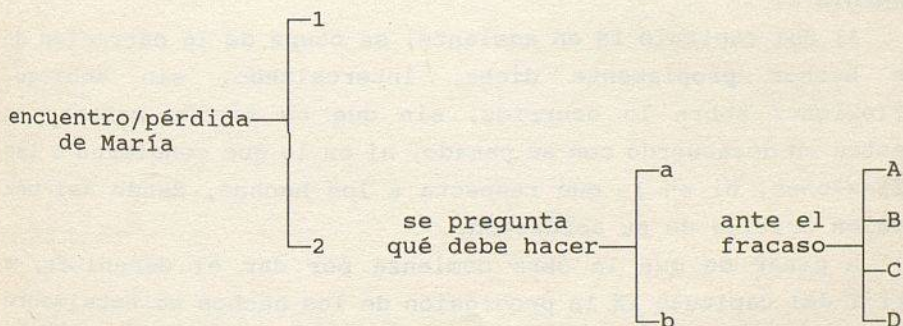 1
encuentro/pérdida
de María
a A
se pregunta ante el B
qué debe hacer fracaso
C
2
b D